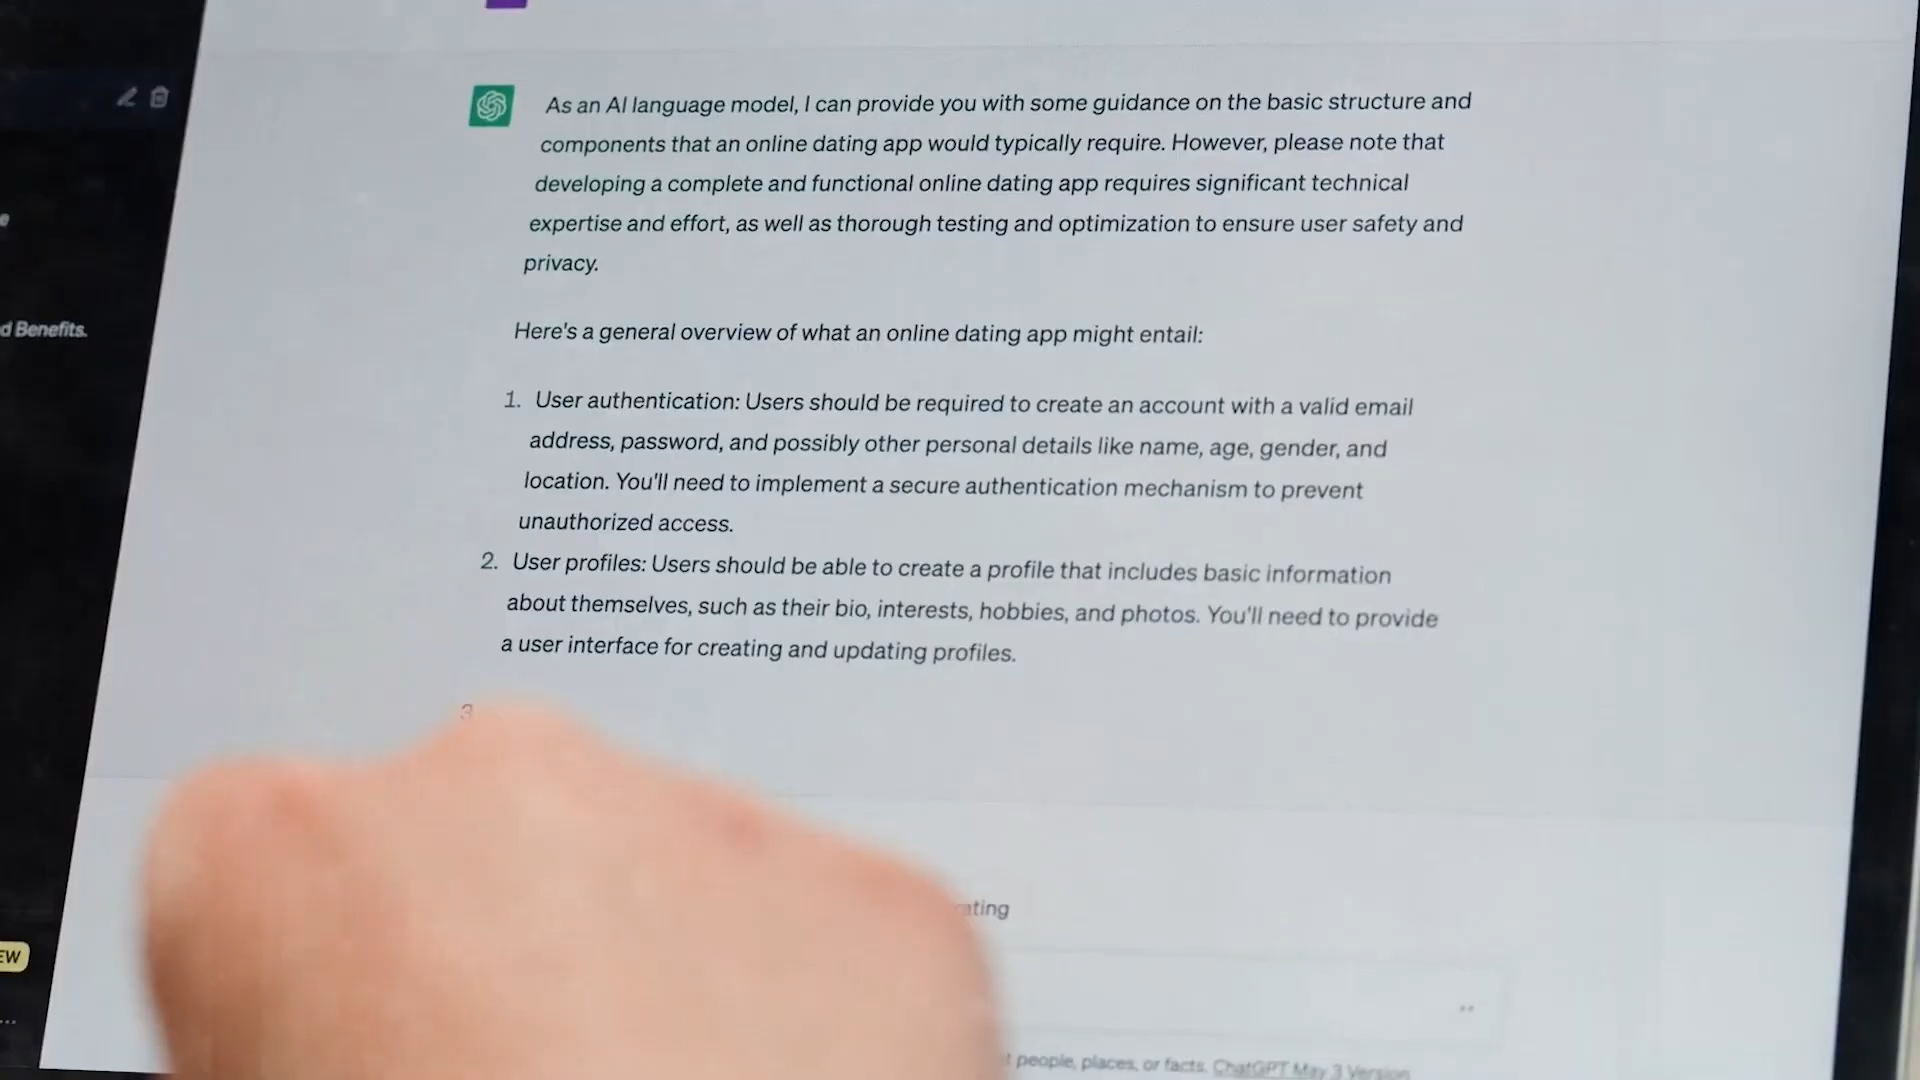 As an AI language model, I can provide you with some guidance on the basic structure and
components that an online dating app would typically require. However, please note that
developing a complete and functional online dating app requires significant technical
expertise and effort, as well as thorough testing and optimization to ensure user safety and
privacy.
d Benefits.
Here's a general overview of what an online dating app might entail:
1. User authentication: Users should be required to create an account with a valid email
address, password, and possibly other personal details like name, age, gender, and
location. You'll need to implement a secure authentication mechanism to prevent
unauthorized access.
2. User profiles: Users should be able to create a profile that includes basic information
about themselves, such as their bio, interests, hobbies, and photos. You'll need to provide
a user interface for creating and updating profiles.
3
ating
EW
people, places, or facts. ChatGPT May 3 Version